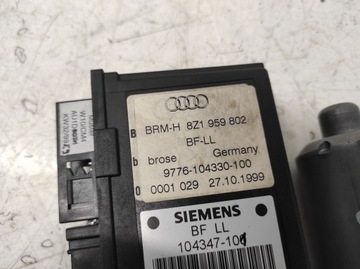 B BRM-H 8Z1 959 802
BF-LL
b brose Germany
9776-104330-100
0 0001 029 27.10.1999
SIEMENS
BF LL
104347-101